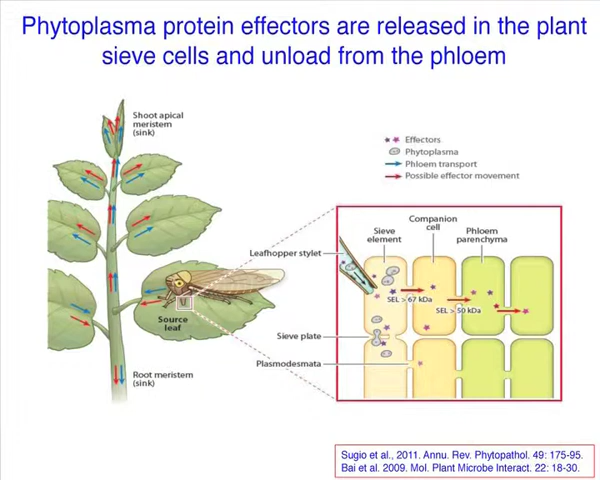 Phytoplasma protein effectors are released in the plant
sieve cells and unload from the phloem
Shoot apical
meristem
(sink)
Effectors
Phytoplasma
Phloem transport
Possible effector movement
Companion
cell
Sieve
element
Phloem
parenchyma
Leafhopper stylet
SEL > 67 kDa
SEL > 50 kDa
Source
leaf
Sieve plate
Plasmodesmata
Root meristem
(sink)
Sugio et al., 2011. Annu. Rev. Phytopathol. 49: 175-95.
Bai et al. 2009. Mol. Plant Microbe Interact. 22: 18-30.